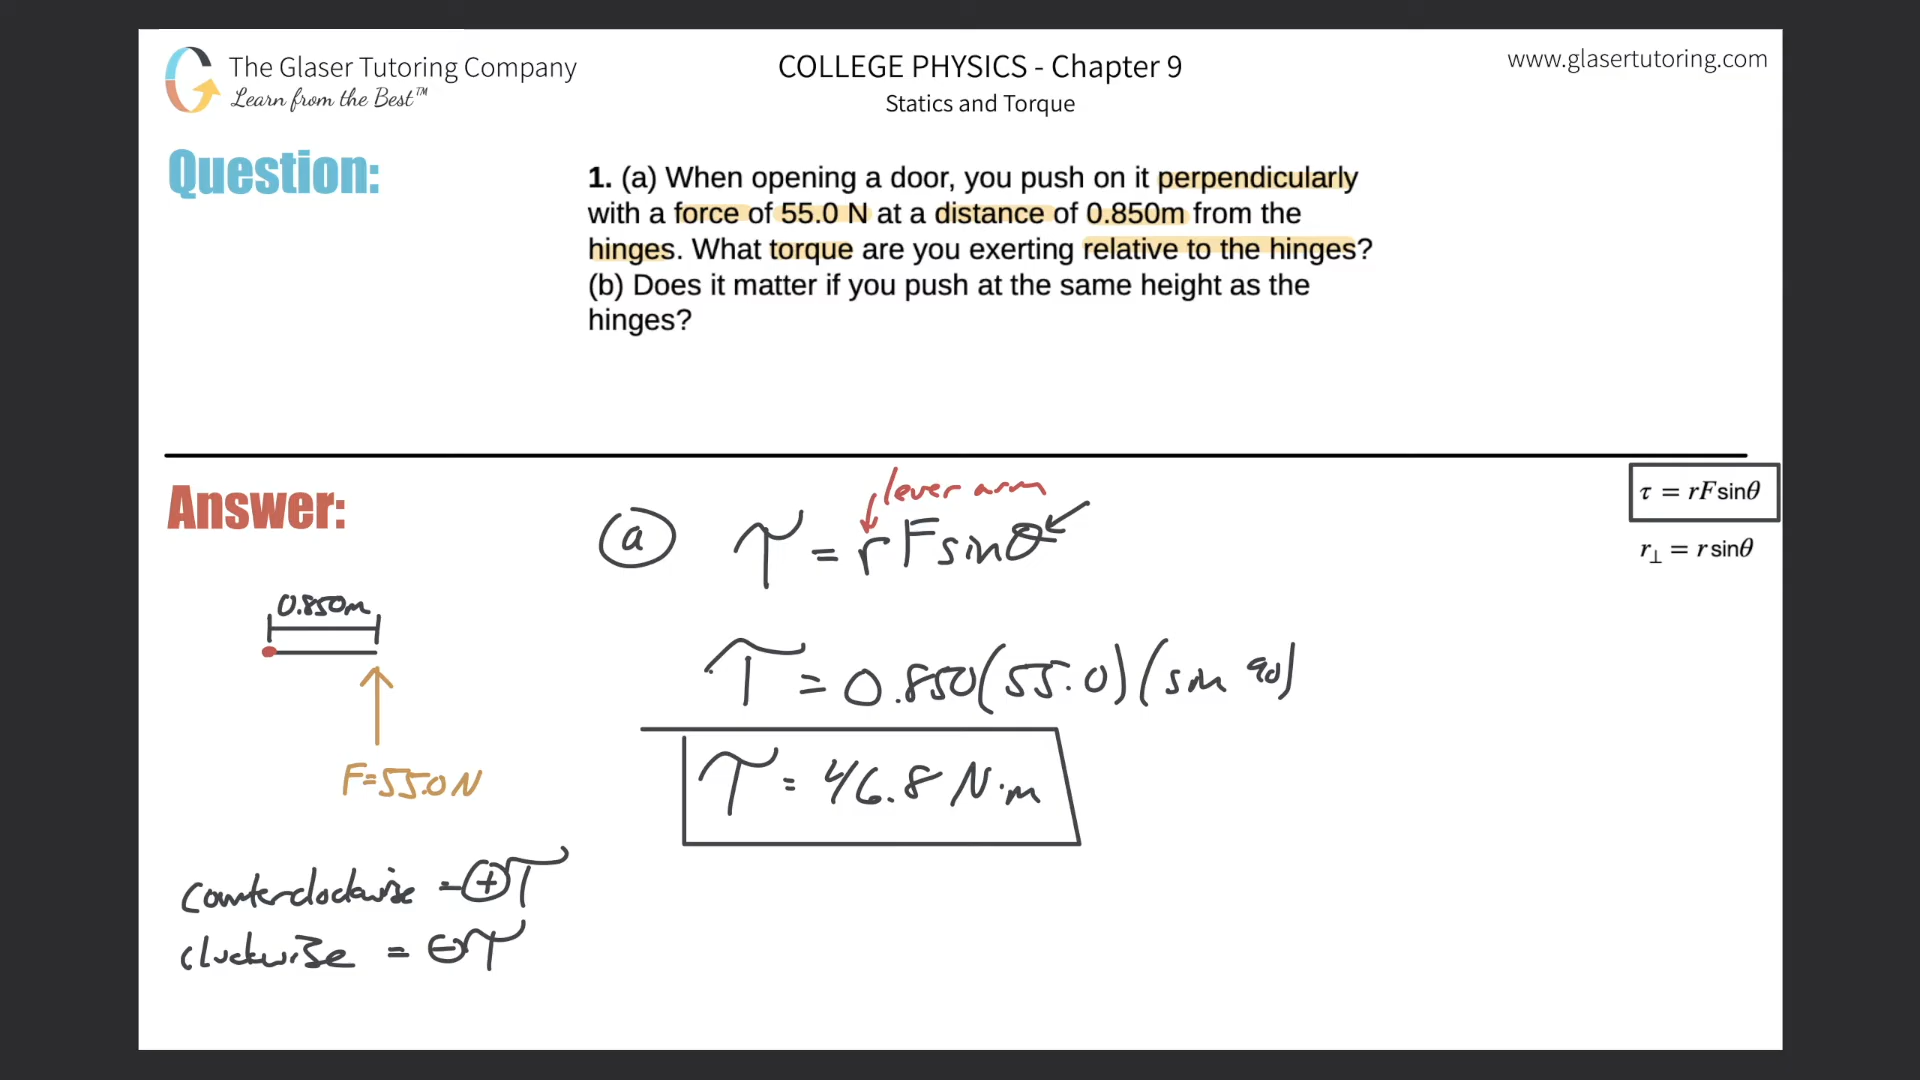 The Glaser Tutoring Company
Learn from the Best™
COLLEGE PHYSICS - Chapter 9
Statics and Torque
www.glasertutoring.com
Question:
1. (a) When opening a door, you push on it perpendicularly
with a force of 55.0 N at a distance of 0.850m from the
hinges. What torque are you exerting relative to the hinges?
(b) Does it matter if you push at the same height as the
hinges?
Answer:
0.850m
F=55.0N
counterclockwise = ⊕τ
clockwise = ⊖τ
lever arm
ⓐ τ = rFsinθ
τ = 0.850(55.0)(sin 90)
τ = 46.8 N·m
τ = rFsinθ
r⊥ = r sinθ